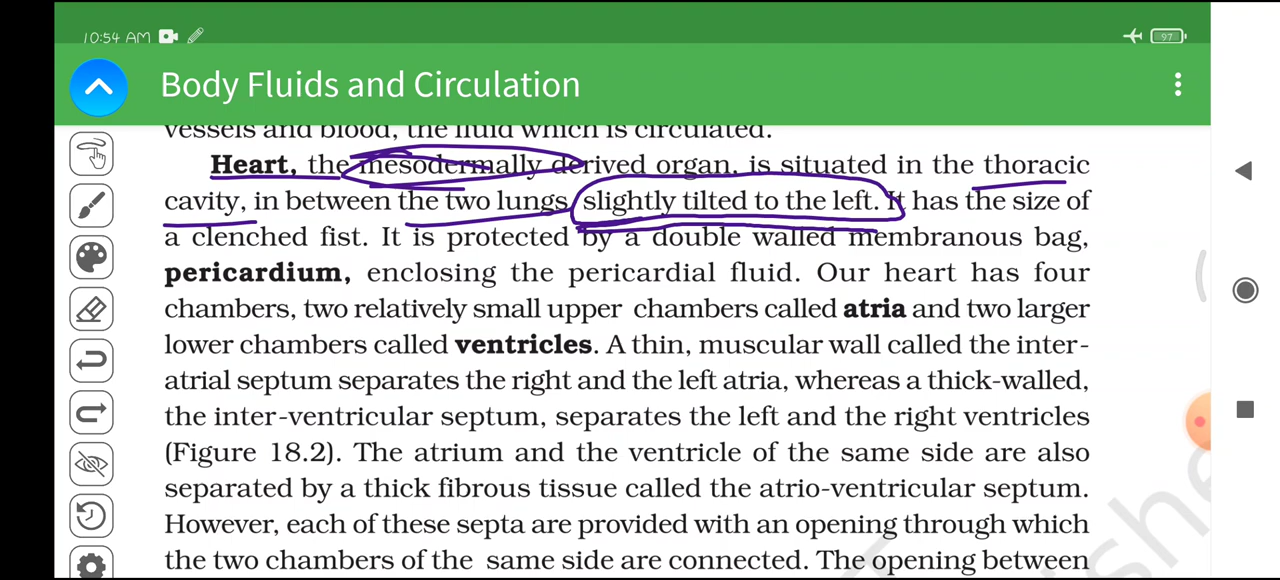 10:54 AM
97
Body Fluids and Circulation
vessels and blood, the fluid which is circulated.
Heart, the mesodermally derived organ, is situated in the thoracic
cavity, in between the two lungs, slightly tilted to the left. It has the size of
a clenched fist. It is protected by a double walled membranous bag,
pericardium, enclosing the pericardial fluid. Our heart has four
chambers, two relatively small upper chambers called atria and two larger
lower chambers called ventricles. A thin, muscular wall called the inter-
atrial septum separates the right and the left atria, whereas a thick-walled,
the inter-ventricular septum, separates the left and the right ventricles
(Figure 18.2). The atrium and the ventricle of the same side are also
separated by a thick fibrous tissue called the atrio-ventricular septum.
However, each of these septa are provided with an opening through which
the two chambers of the same side are connected. The opening between